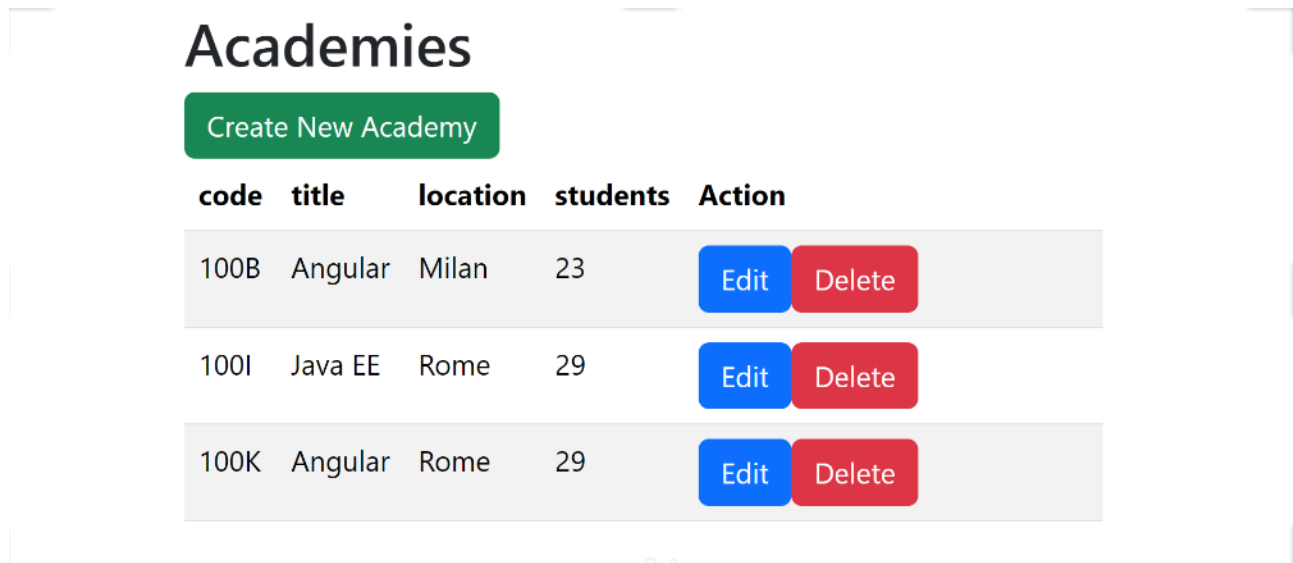 Academies
Create New Academy
code title location students Action
100B Angular Milan 23 Edit Delete
100I Java EE Rome 29 Edit Delete
100K Angular Rome 29 Edit Delete